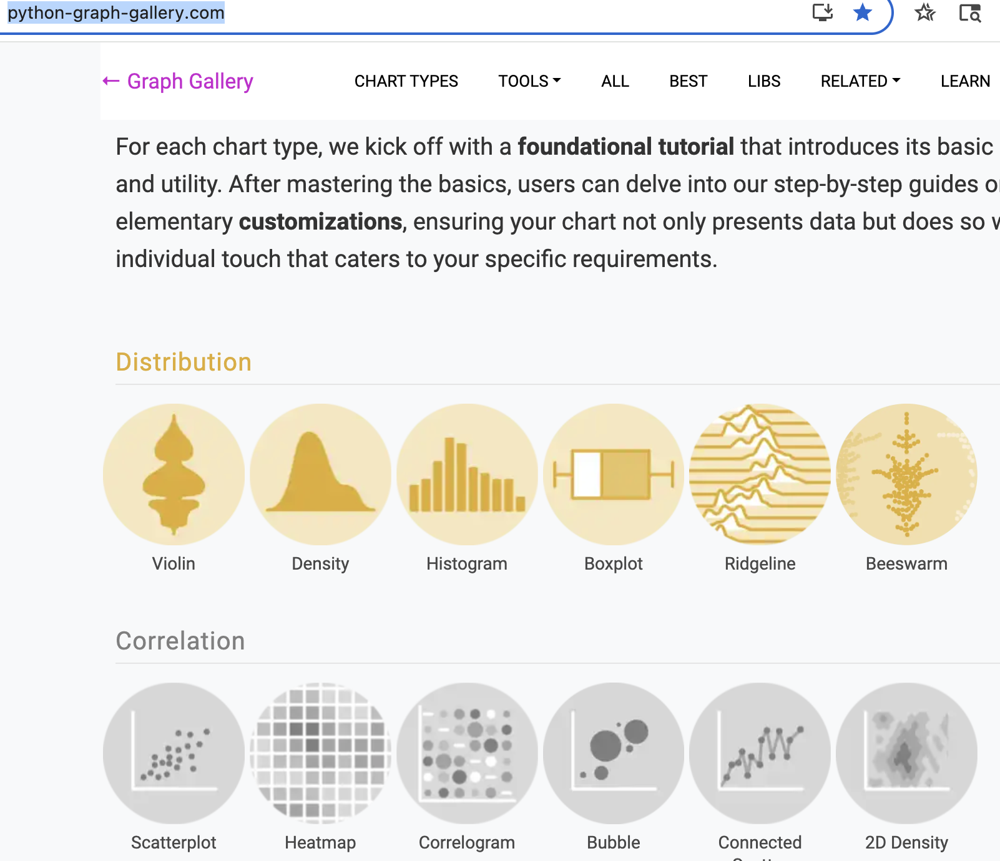 python-graph-gallery.com
← Graph Gallery
CHART TYPES TOOLS ALL BEST LIBS RELATED LEARN
For each chart type, we kick off with a foundational tutorial that introduces its basic
and utility. After mastering the basics, users can delve into our step-by-step guides
elementary customizations, ensuring your chart not only presents data but does so
individual touch that caters to your specific requirements.
Distribution
Violin Density Histogram Boxplot Ridgeline Beeswarm
Correlation
Scatterplot Heatmap Correlogram Bubble Connected 2D Density